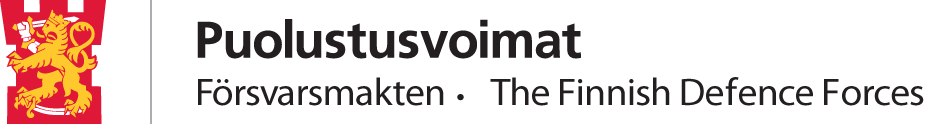 Puolustusvoimat
Försvarsmakten • The Finnish Defence Forces